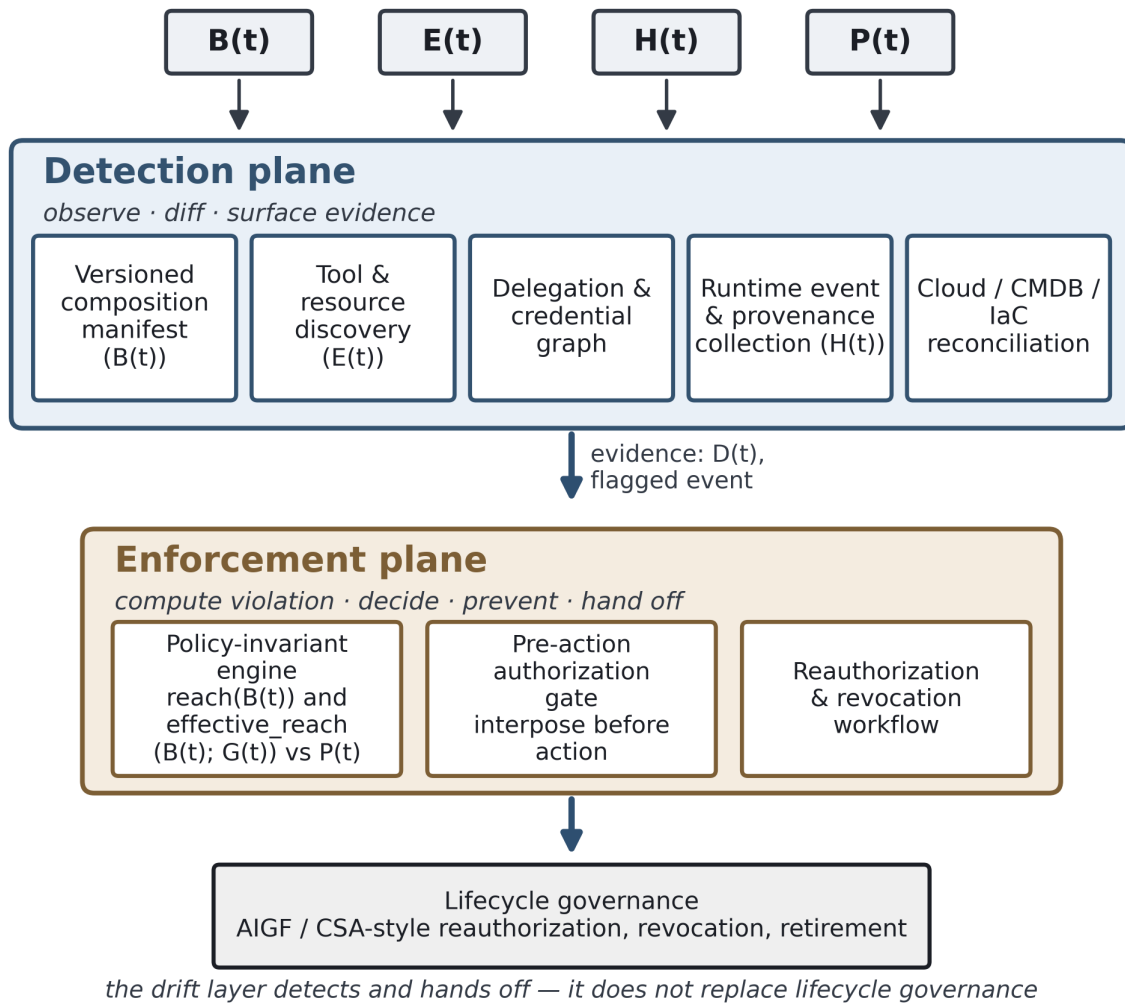 B(t)
E(t)
H(t)
P(t)
Detection plane
observe · diff · surface evidence
Versioned
composition
manifest
(B(t))
Tool &
resource
discovery
(E(t))
Delegation &
credential
graph
Runtime event
& provenance
collection (H(t))
Cloud / CMDB /
IaC
reconciliation
evidence: D(t),
flagged event
Enforcement plane
compute violation · decide · prevent · hand off
Policy-invariant
engine
reach(B(t)) and
effective_reach
(B(t); G(t)) vs P(t)
Pre-action
authorization
gate
interpose before
action
Reauthorization
& revocation
workflow
Lifecycle governance
AIGF / CSA-style reauthorization, revocation, retirement
the drift layer detects and hands off — it does not replace lifecycle governance